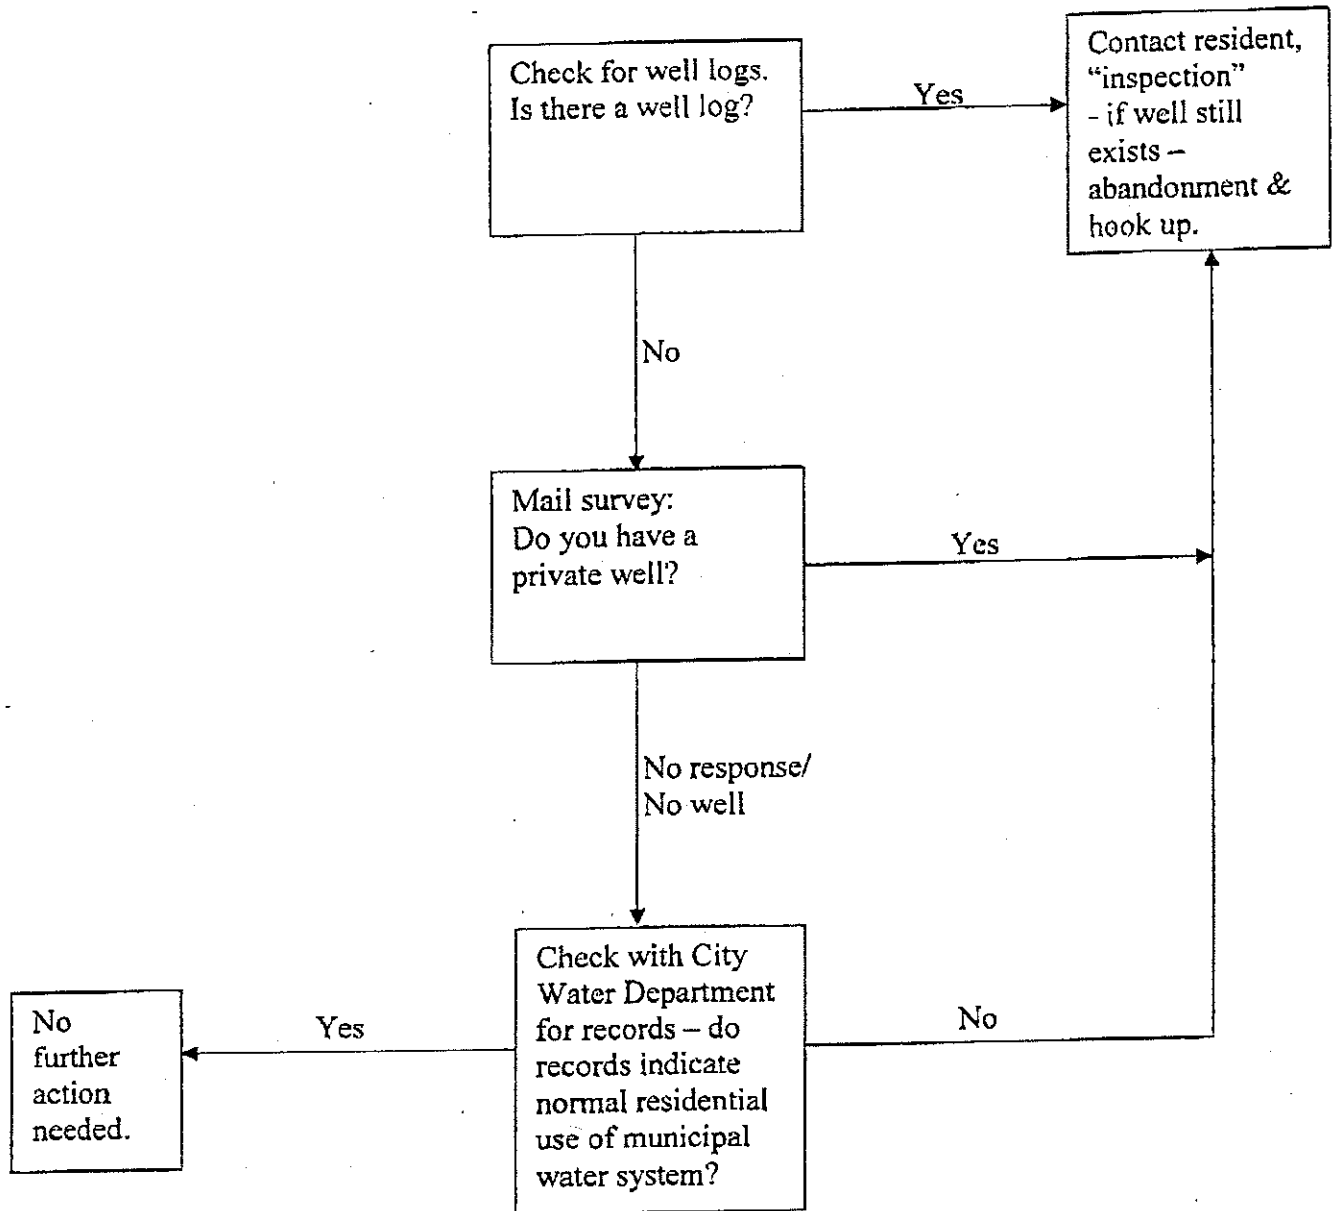 Check for well logs.
Is there a well log?
Yes
Contact resident,
“inspection”
- if well still
exists –
abandonment &
hook up.
No
Mail survey:
Do you have a
private well?
Yes
No response/
No well
Check with City
Water Department
for records – do
records indicate
normal residential
use of municipal
water system?
No
Yes
No
further
action
needed.